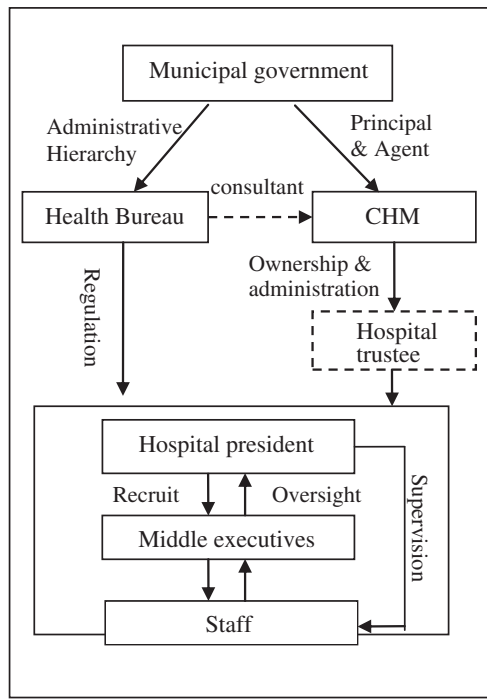 Municipal government
Administrative
Hierarchy
Principal
& Agent
consultant
Health Bureau
CHM
Regulation
Ownership &
administration
Hospital
trustee
Hospital president
Recruit
Oversight
Supervision
Middle executives
Staff